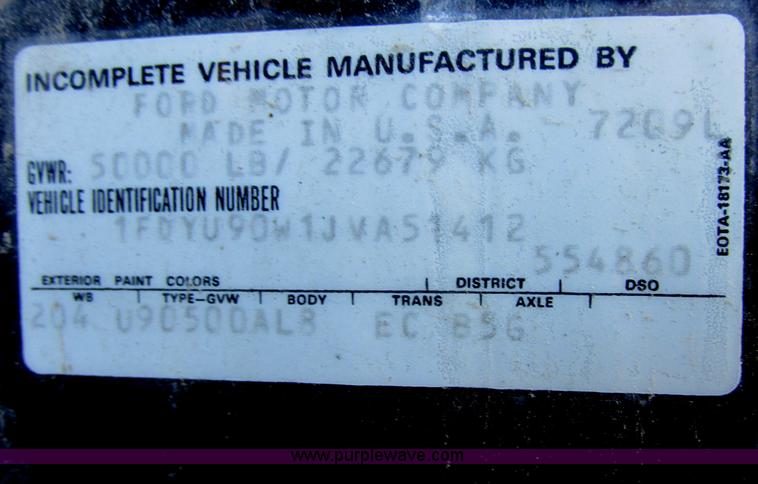 INCOMPLETE VEHICLE MANUFACTURED BY
FORD MOTOR COMPANY
MADE IN U.S.A. 72Q9L
GVWR: 50000 LB/ 22679 KG
VEHICLE IDENTIFICATION NUMBER
1FDYU90W1JVA51412
554860
EXTERIOR PAINT COLORS DISTRICT DSO
WB TYPE-GVW BODY TRANS AXLE
204 U90500AL8 EC B5G
EOTA-18173-AA
www.purplewave.com